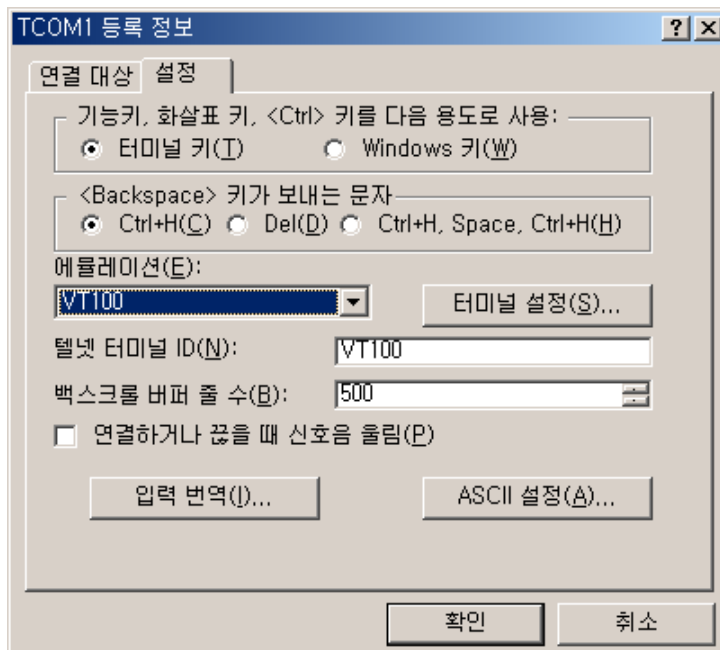 TCOM1 등록 정보
연결 대상 설정
기능키, 화살표 키, <Ctrl> 키를 다음 용도로 사용:
터미널 키(T) Windows 키(W)
<Backspace> 키가 보내는 문자
Ctrl+H(C) Del(D) Ctrl+H, Space, Ctrl+H(H)
에뮬레이션(E):
VT100 터미널 설정(S)...
텔넷 터미널 ID(N): VT100
백스크롤 버퍼 줄 수(B): 500
연결하거나 끊을 때 신호음 울림(P)
입력 번역(I)... ASCII 설정(A)...
확인 취소